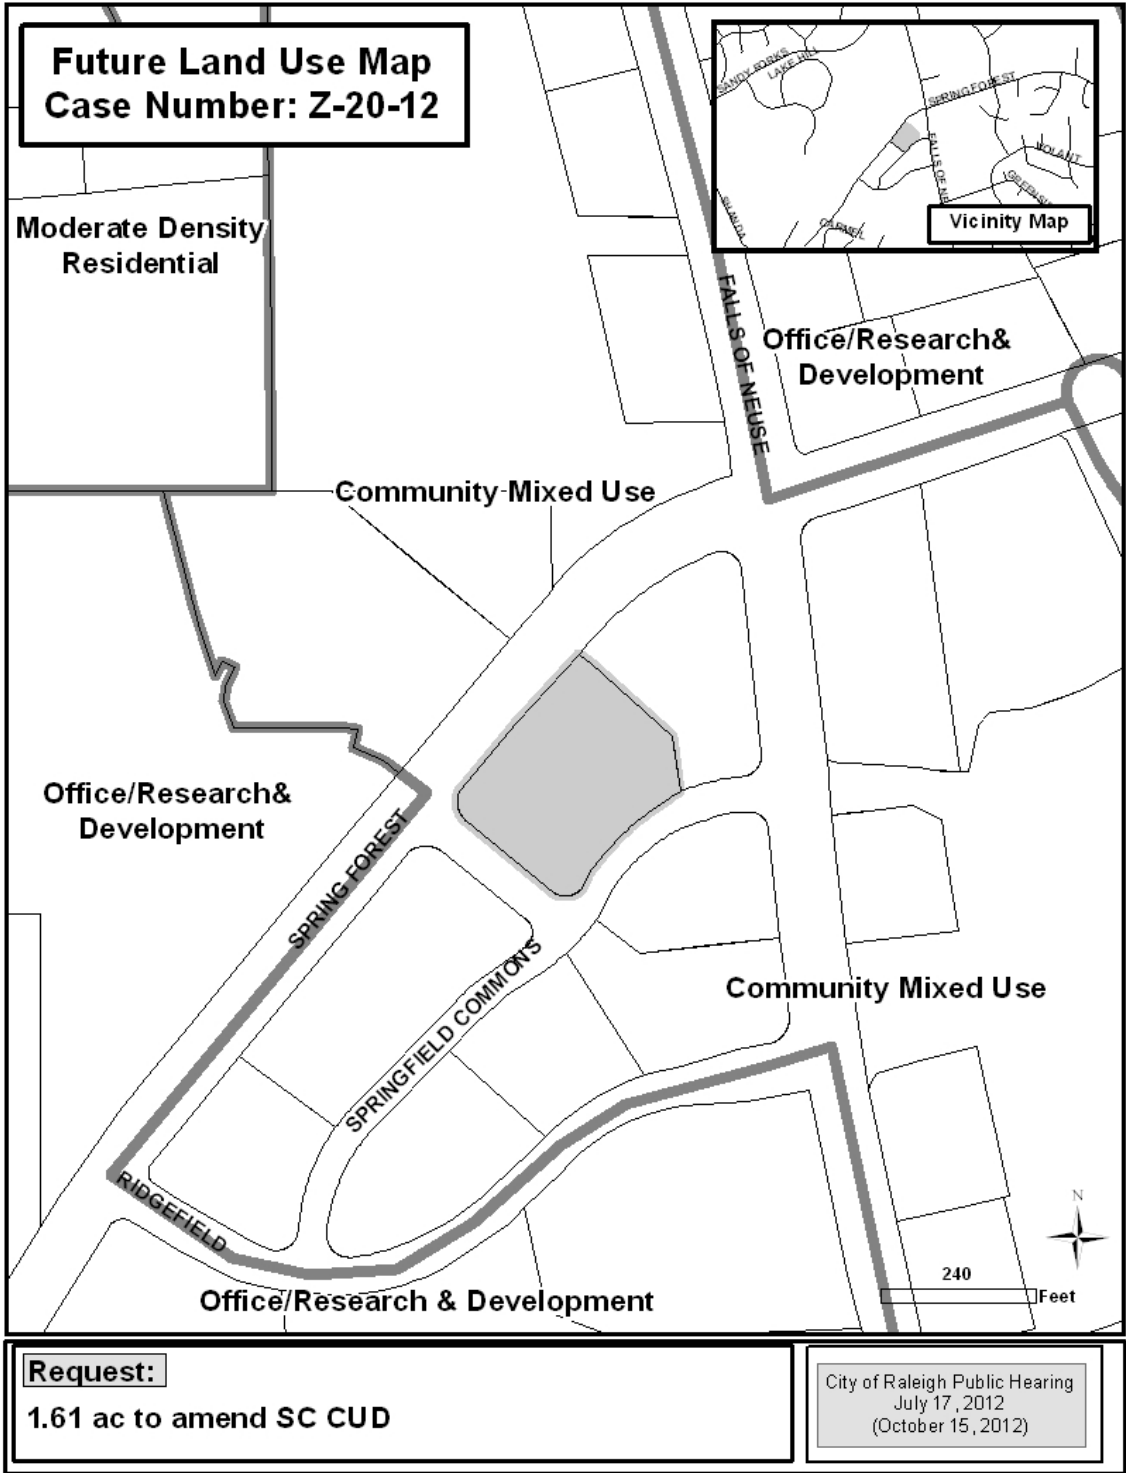 Future Land Use Map
Case Number: Z-20-12
SANDY FORKS
LAKE HILL
SPRING FOREST
FALLS OF NE
VOLANT
CARMEL
Vicinity Map
Moderate Density
Residential
FALLS OF NEUSE
Office/Research&
Development
Community Mixed Use
Office/Research&
Development
SPRING FOREST
SPRINGFIELD COMMONS
Community Mixed Use
RIDGEFIELD
N
240
Feet
Office/Research & Development
Request:
1.61 ac to amend SC CUD
City of Raleigh Public Hearing
July 17, 2012
(October 15, 2012)